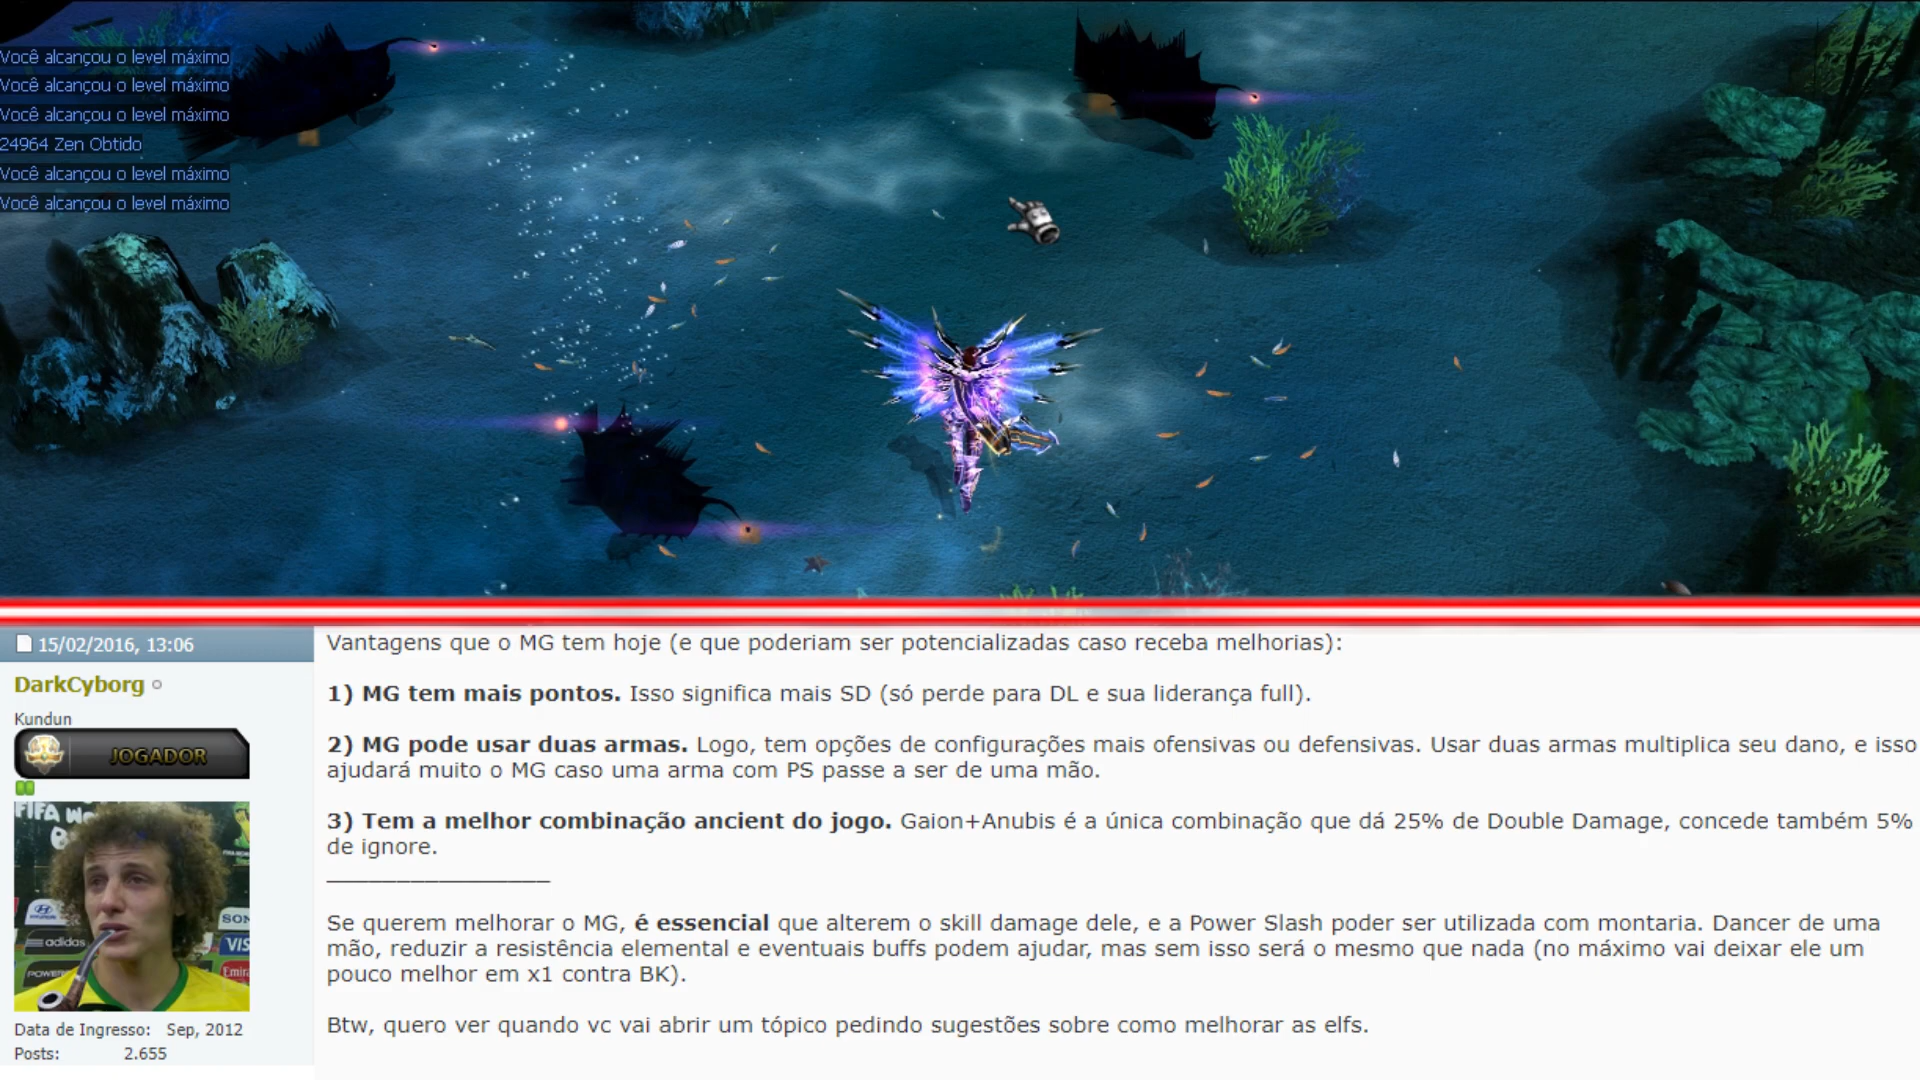 Você alcançou o level máximo
Você alcançou o level máximo
Você alcançou o level máximo
24964 Zen Obtido
Você alcançou o level máximo
Você alcançou o level máximo
15/02/2016, 13:06
DarkCyborg
Kundun
JOGADOR
FIFA
HYUNDAI
adidas
SON
VIS
POWER
Emir
Data de Ingresso: Sep, 2012
Posts: 2.655
Vantagens que o MG tem hoje (e que poderiam ser potencializadas caso receba melhorias):
1) MG tem mais pontos. Isso significa mais SD (só perde para DL e sua liderança full).
2) MG pode usar duas armas. Logo, tem opções de configurações mais ofensivas ou defensivas. Usar duas armas multiplica seu dano, e isso
ajudará muito o MG caso uma arma com PS passe a ser de uma mão.
3) Tem a melhor combinação ancient do jogo. Gaion+Anubis é a única combinação que dá 25% de Double Damage, concede também 5%
de ignore.
Se querem melhorar o MG, é essencial que alterem o skill damage dele, e a Power Slash poder ser utilizada com montaria. Dancer de uma
mão, reduzir a resistência elemental e eventuais buffs podem ajudar, mas sem isso será o mesmo que nada (no máximo vai deixar ele um
pouco melhor em x1 contra BK).
Btw, quero ver quando vc vai abrir um tópico pedindo sugestões sobre como melhorar as elfs.